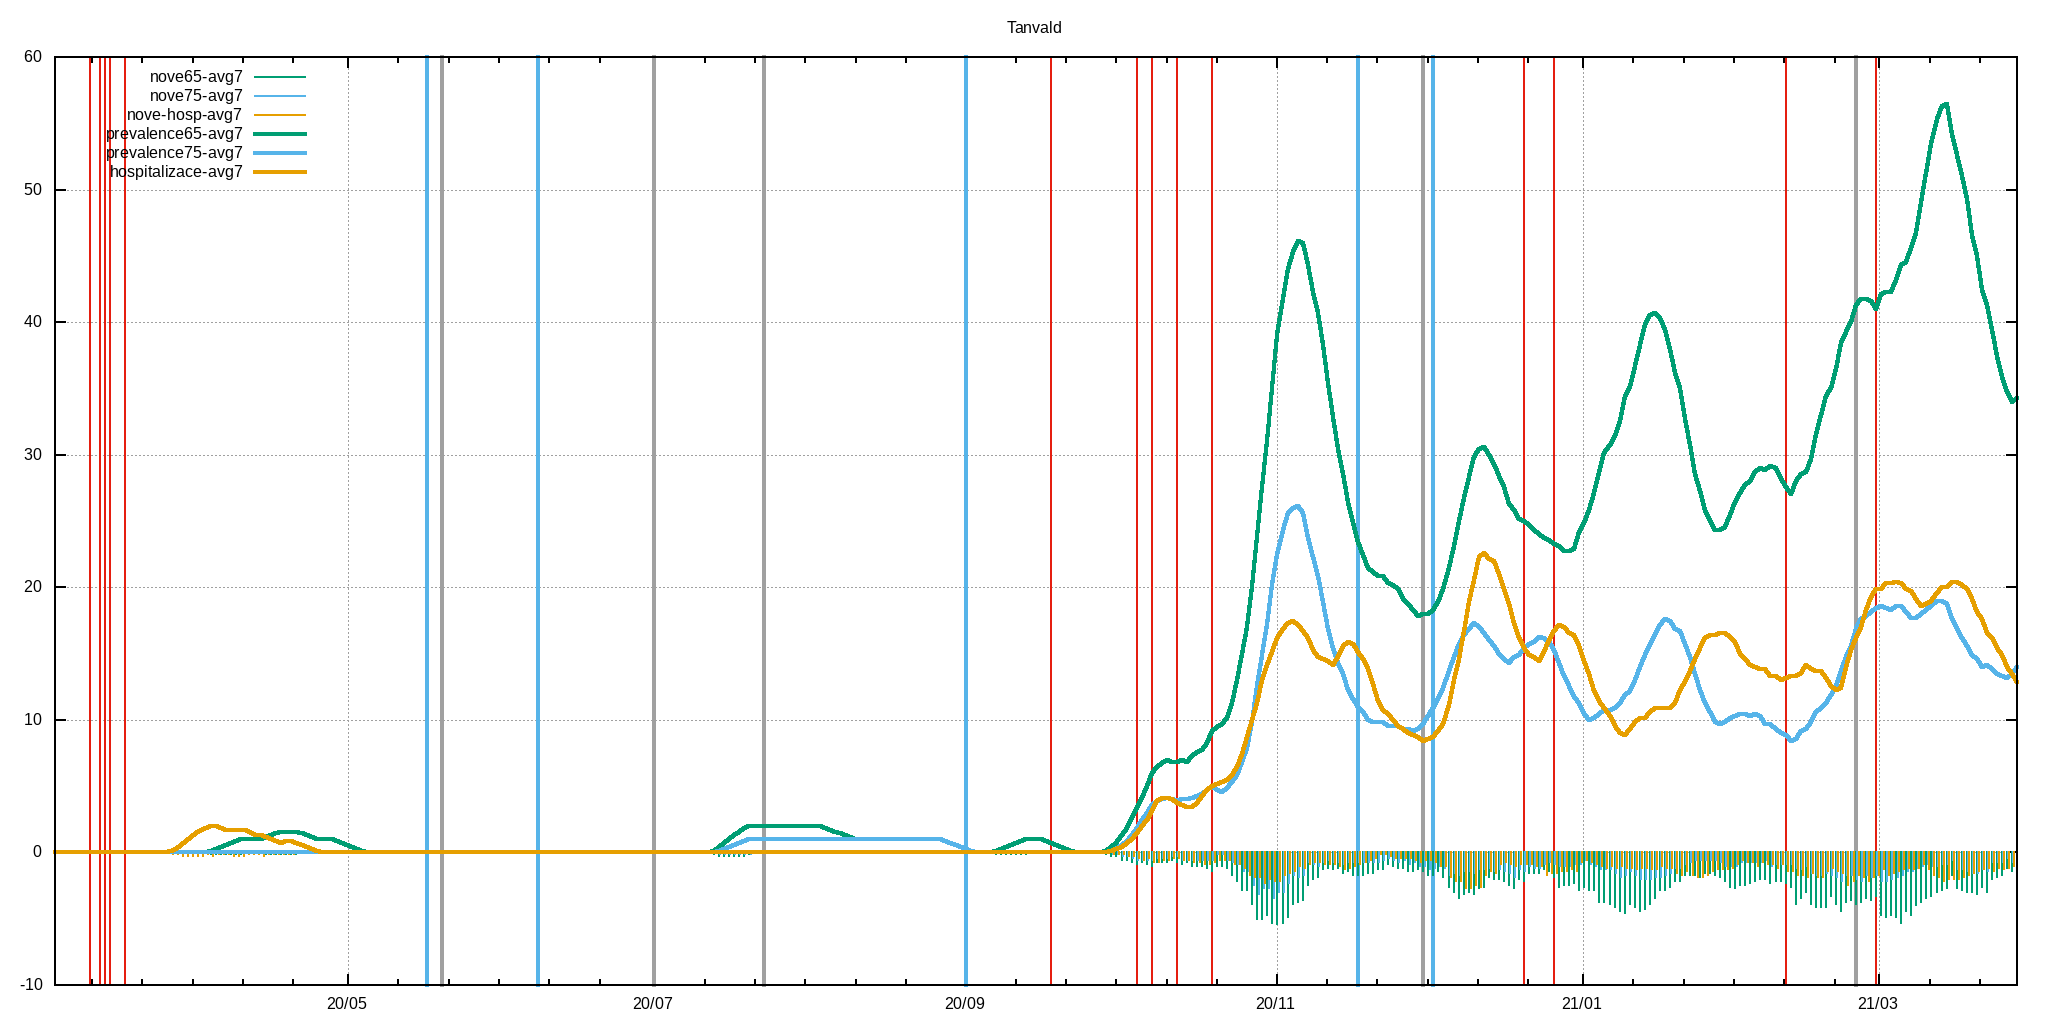 Tanvald
60
nove65-avg7
nove75-avg7
nove-hosp-avg7
prevalence65-avg7
prevalence75-avg7
hospitalizace-avg7
50
40
30
20
10
0
-10
20/05 20/07 20/09 20/11 21/01 21/03